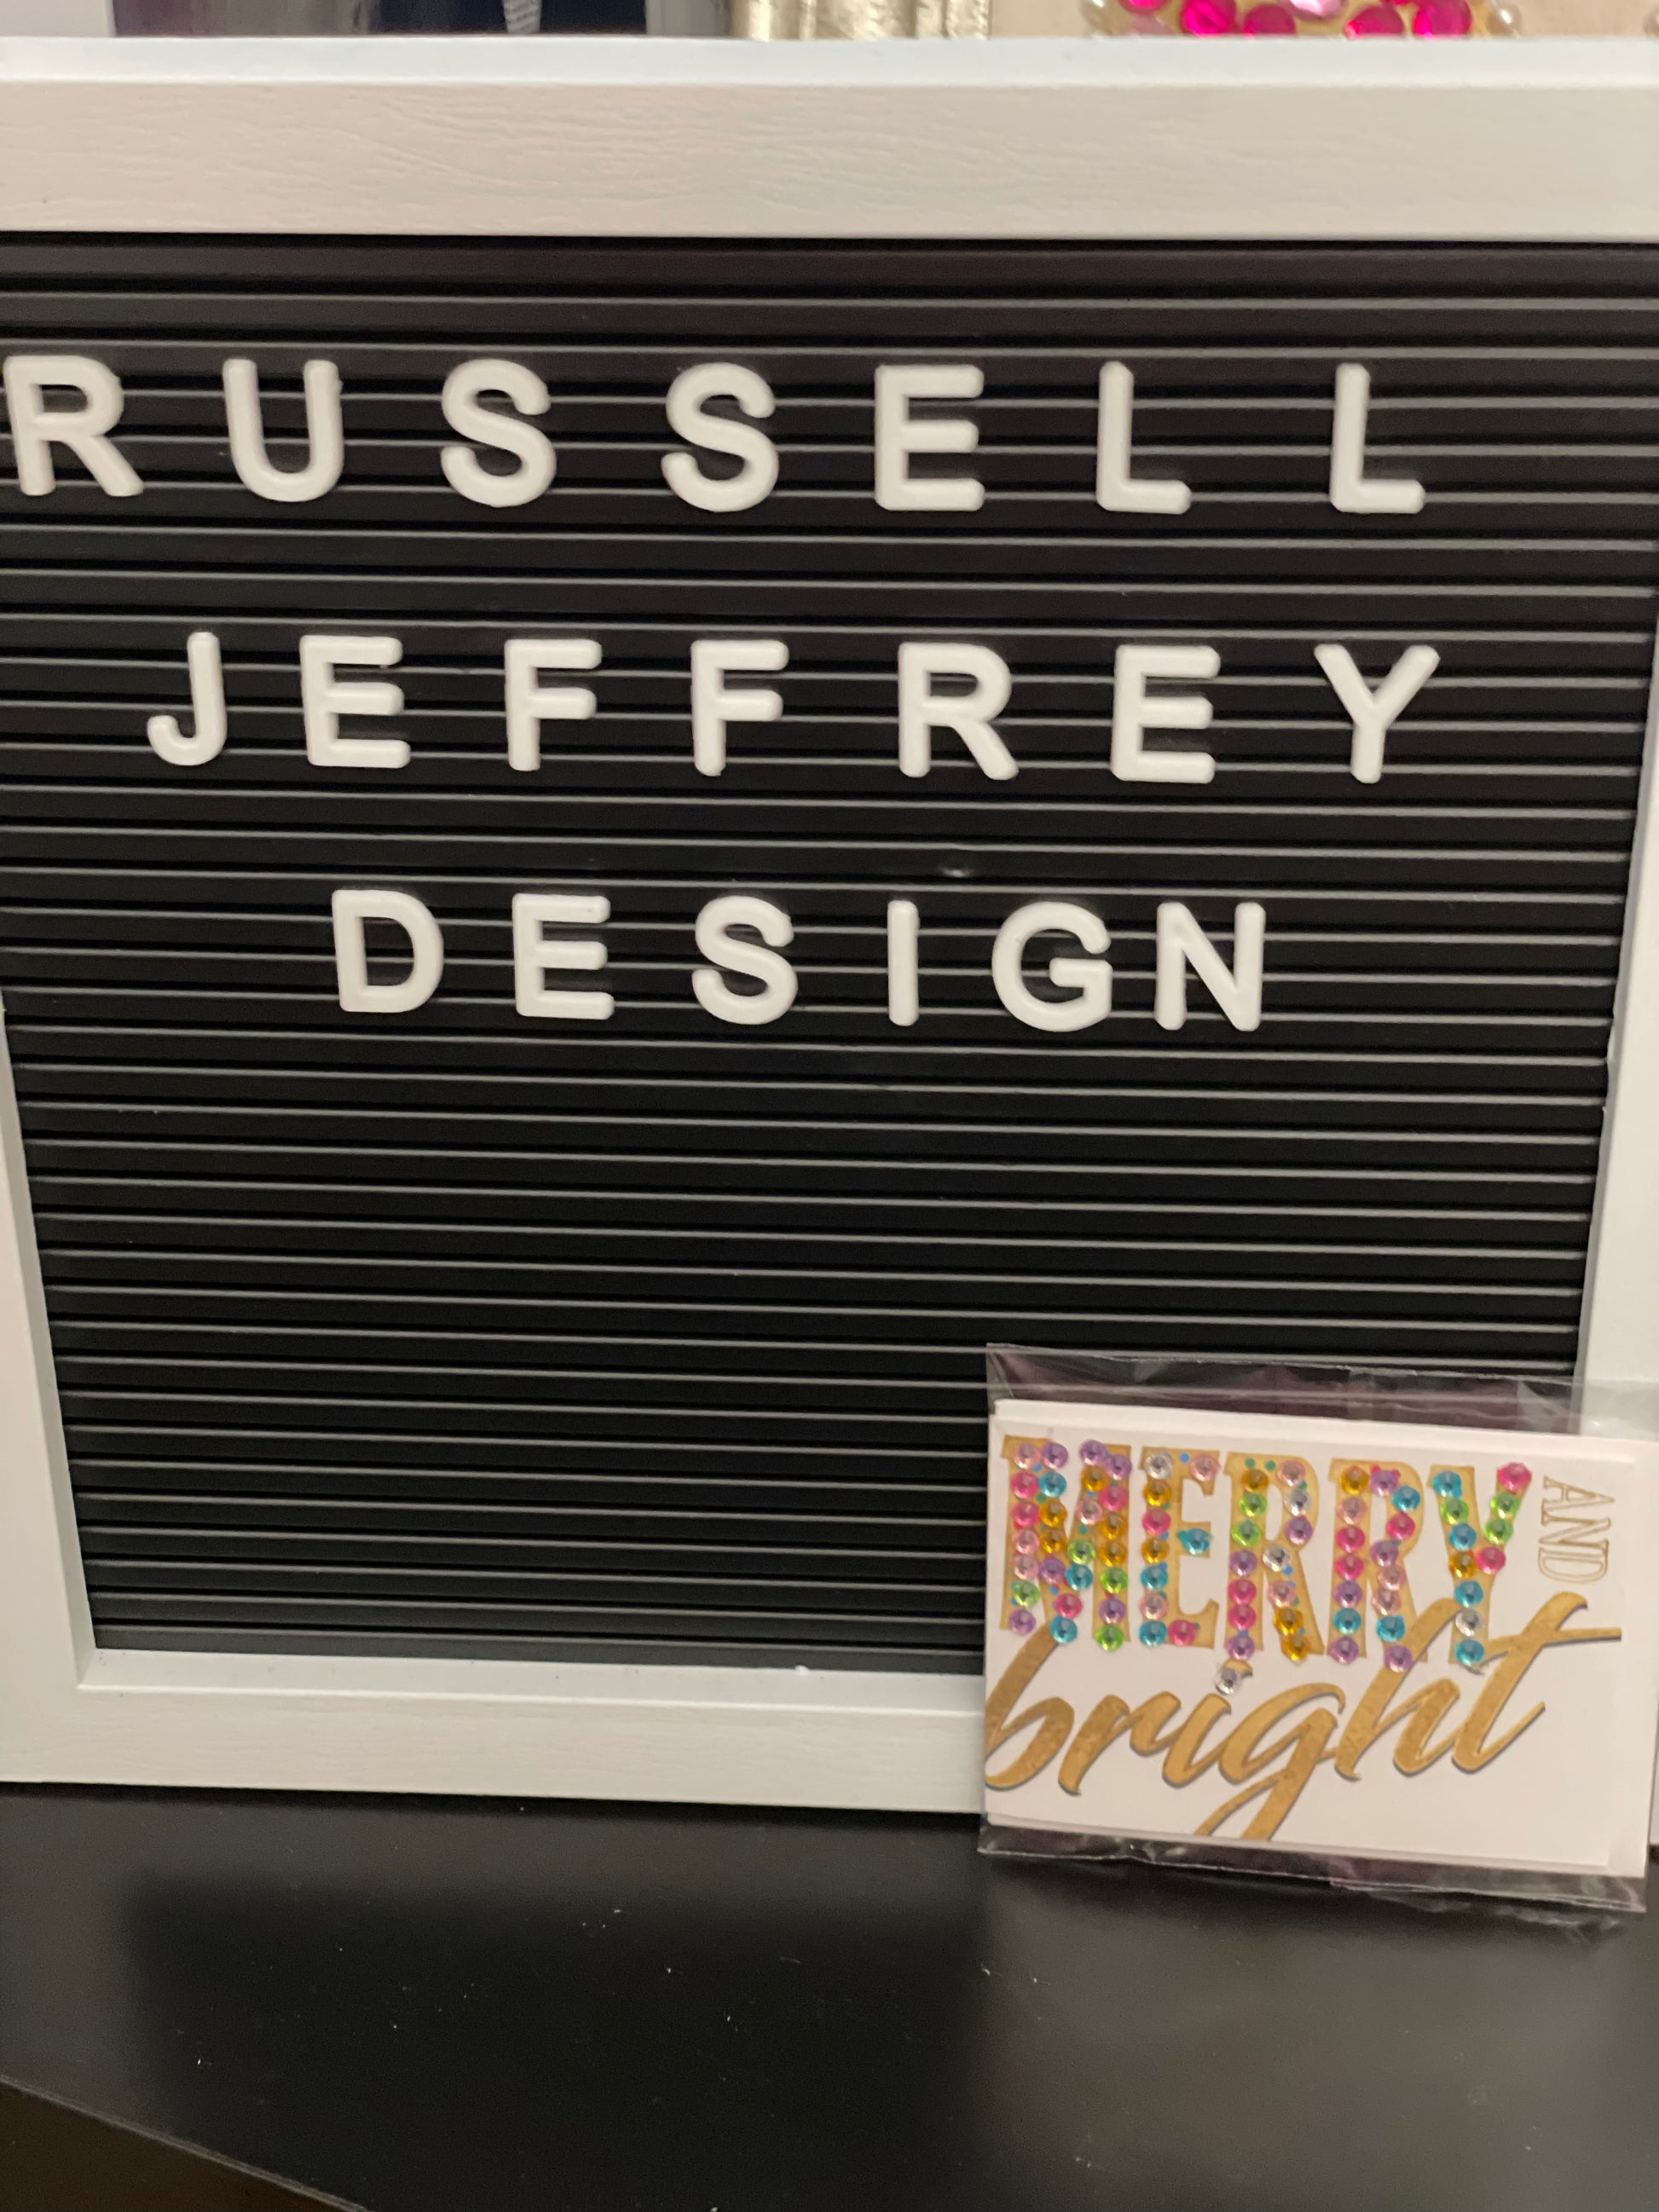 RUSSELL
JEFFREY
DESIGN
MERRY
AND
bright